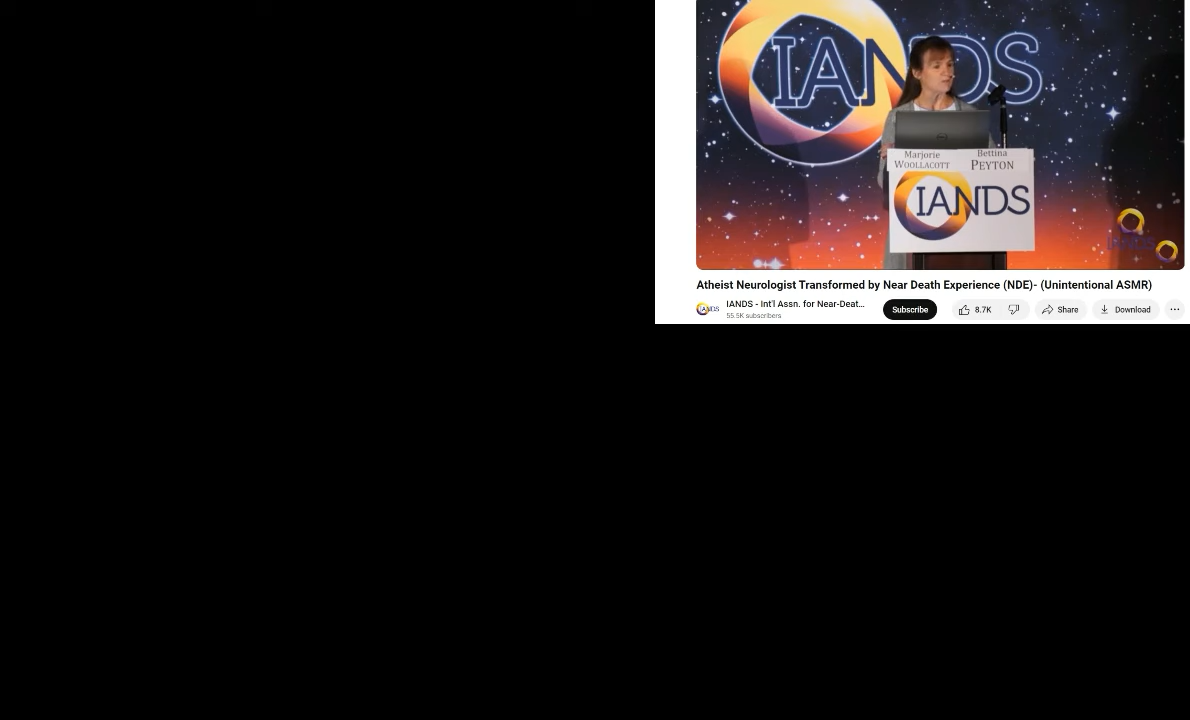 IANDS
Marjorie
WOOLLACOTT
Bettina
PEYTON
IANDS
Atheist Neurologist Transformed by Near Death Experience (NDE)- (Unintentional ASMR)
IANDS
IANDS - Int'l Assn. for Near-Deat...
55.5K subscribers
Subscribe
8.7K
Share
Download